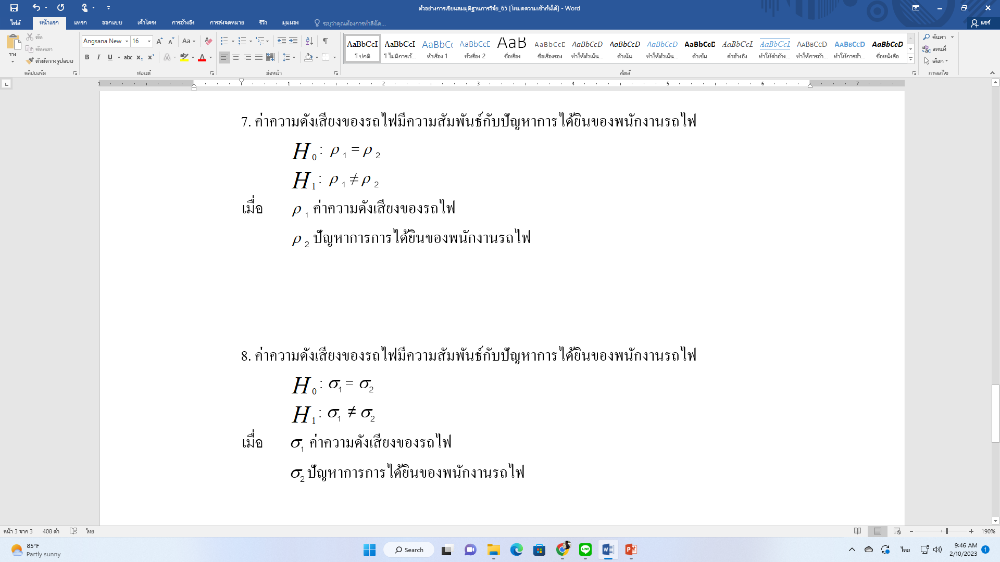 ตัวอย่างการเขียนสมมุติฐานการวิจัย_65 [โหมดความเข้ากันได้] - Word
ไฟล์ หน้าแรก แทรก ออกแบบ เค้าโครง การอ้างอิง การส่งจดหมาย รีวิว มุมมอง ระบุว่าคุณต้องการทำสิ่งใด... แชร์
วาง
ตัด
คัดลอก
ตัวคัดวางรูปแบบ
คลิปบอร์ด
Angsana New 16
ฟอนต์
ย่อหน้า
AaBbCcI AaBbCcI AaBbCc AaBbCcD AaB AaBbCcD AaBbCcD AaBbCcD AaBbCcD AaBbCcD AaBbCcI AaBbCcI AaBbCcD AaBbCcD AaBbCcD
¶ ปกติ ¶ ไม่มีการเว้... หัวเรื่อง 1 หัวเรื่อง 2 ชื่อเรื่อง ชื่อเรื่องรอง ทำให้ตัวเน้น... ตัวเน้น ทำให้ตัวเน้น... ตัวเข้ม คำอ้างอิง ทำให้คำอ้าง... ทำให้การอ้า... ทำให้การอ้า... ชื่อหนังสือ
สไตล์
ค้นหา
แทนที่
เลือก
การแก้ไข
1 1 2 3 4 5 6 7
7. ค่าความดังเสียงของรถไฟมีความสัมพันธ์กับปัญหาการได้ยินของพนักงานรถไฟ
H₀ : ρ ₁ = ρ ₂
H₁ : ρ ₁ ≠ ρ ₂
เมื่อ ρ ₁ ค่าความดังเสียงของรถไฟ
ρ ₂ ปัญหาการการได้ยินของพนักงานรถไฟ
8. ค่าความดังเสียงของรถไฟมีความสัมพันธ์กับปัญหาการได้ยินของพนักงานรถไฟ
H₀ : σ₁ = σ₂
H₁ : σ₁ ≠ σ₂
เมื่อ σ₁ ค่าความดังเสียงของรถไฟ
σ₂ ปัญหาการการได้ยินของพนักงานรถไฟ
หน้า 3 จาก 3 408 คำ ไทย 190%
85°F
Partly sunny
Search
ไทย
9:46 AM
2/10/2023
1